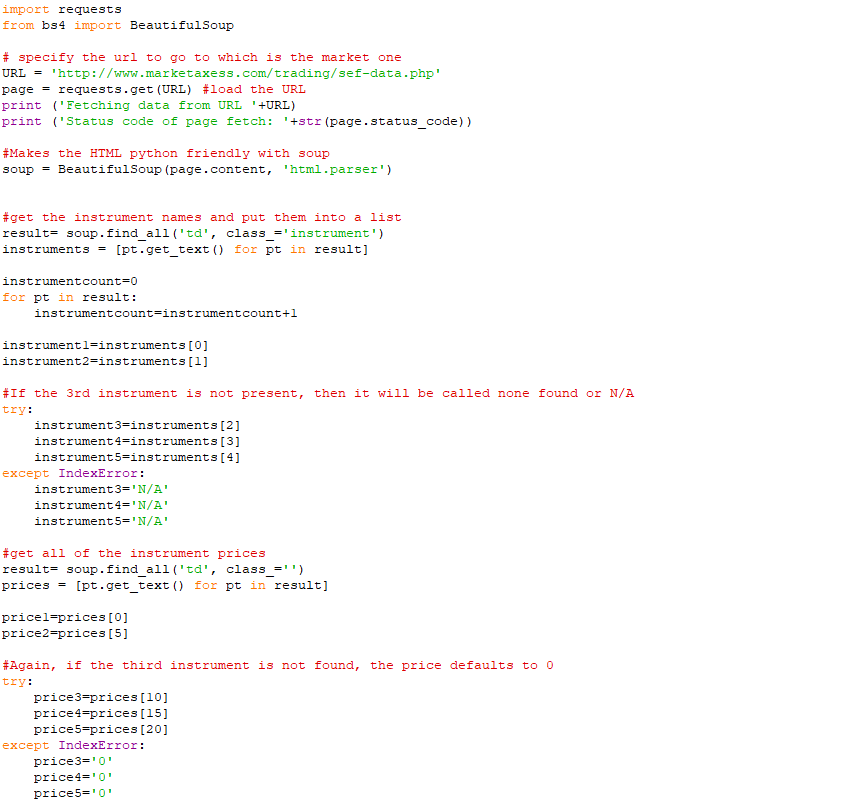 import requests
from bs4 import BeautifulSoup
# specify the url to go to which is the market one
URL = 'http://www.marketaxess.com/trading/sef-data.php'
page = requests.get(URL) #load the URL
print ('Fetching data from URL '+URL)
print ('Status code of page fetch: '+str(page.status_code))
#Makes the HTML python friendly with soup
soup = BeautifulSoup(page.content, 'html.parser')
#get the instrument names and put them into a list
result= soup.find_all('td', class_='instrument')
instruments = [pt.get_text() for pt in result]
instrumentcount=0
for pt in result:
    instrumentcount=instrumentcount+1
instrument1=instruments[0]
instrument2=instruments[1]
#If the 3rd instrument is not present, then it will be called none found or N/A
try:
    instrument3=instruments[2]
    instrument4=instruments[3]
    instrument5=instruments[4]
except IndexError:
    instrument3='N/A'
    instrument4='N/A'
    instrument5='N/A'
#get all of the instrument prices
result= soup.find_all('td', class_='')
prices = [pt.get_text() for pt in result]
price1=prices[0]
price2=prices[5]
#Again, if the third instrument is not found, the price defaults to 0
try:
    price3=prices[10]
    price4=prices[15]
    price5=prices[20]
except IndexError:
    price3='0'
    price4='0'
    price5='0'